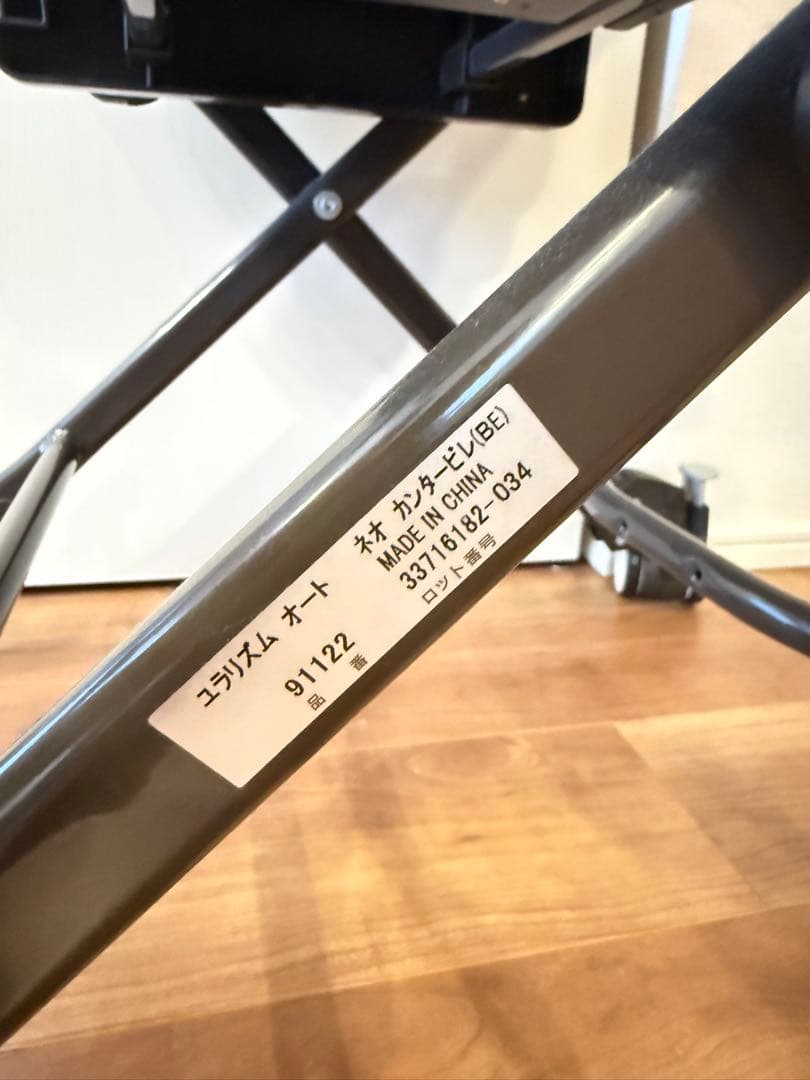 ユラリズム オート ネオ カンタービレ(BE)
MADE IN CHINA
91122 33716182-034
品番 ロット番号